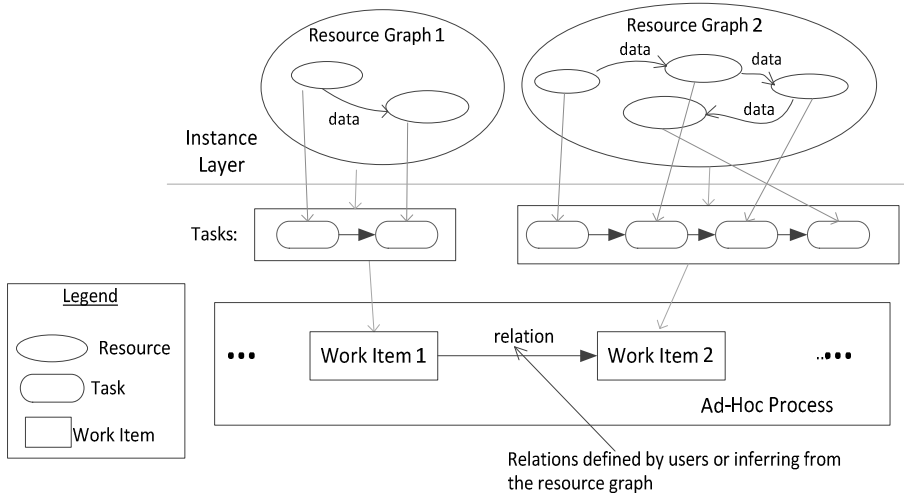 Resource Graph 1
Resource Graph 2
data
data
data
data
Instance
Layer
Tasks:
Legend
Resource
Task
Work Item
•••
Work Item 1
relation
Work Item 2
..•••
Ad-Hoc Process
Relations defined by users or inferring from
the resource graph